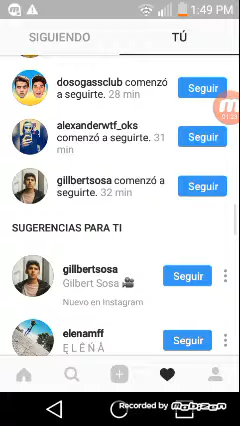 1:49 PM
SIGUIENDO TÚ
dosogassclub comenzó
a seguirte. 28 min
Seguir
alexanderwtf_oks
comenzó a seguirte. 31
min
Seguir
01:23
gillbertsosa comenzó a
seguirte. 32 min
Seguir
SUGERENCIAS PARA TI
gillbertsosa
Gilbert Sosa 🎥
Nuevo en Instagram
Seguir
elenamff
Seguir
Recorded by Mobizen